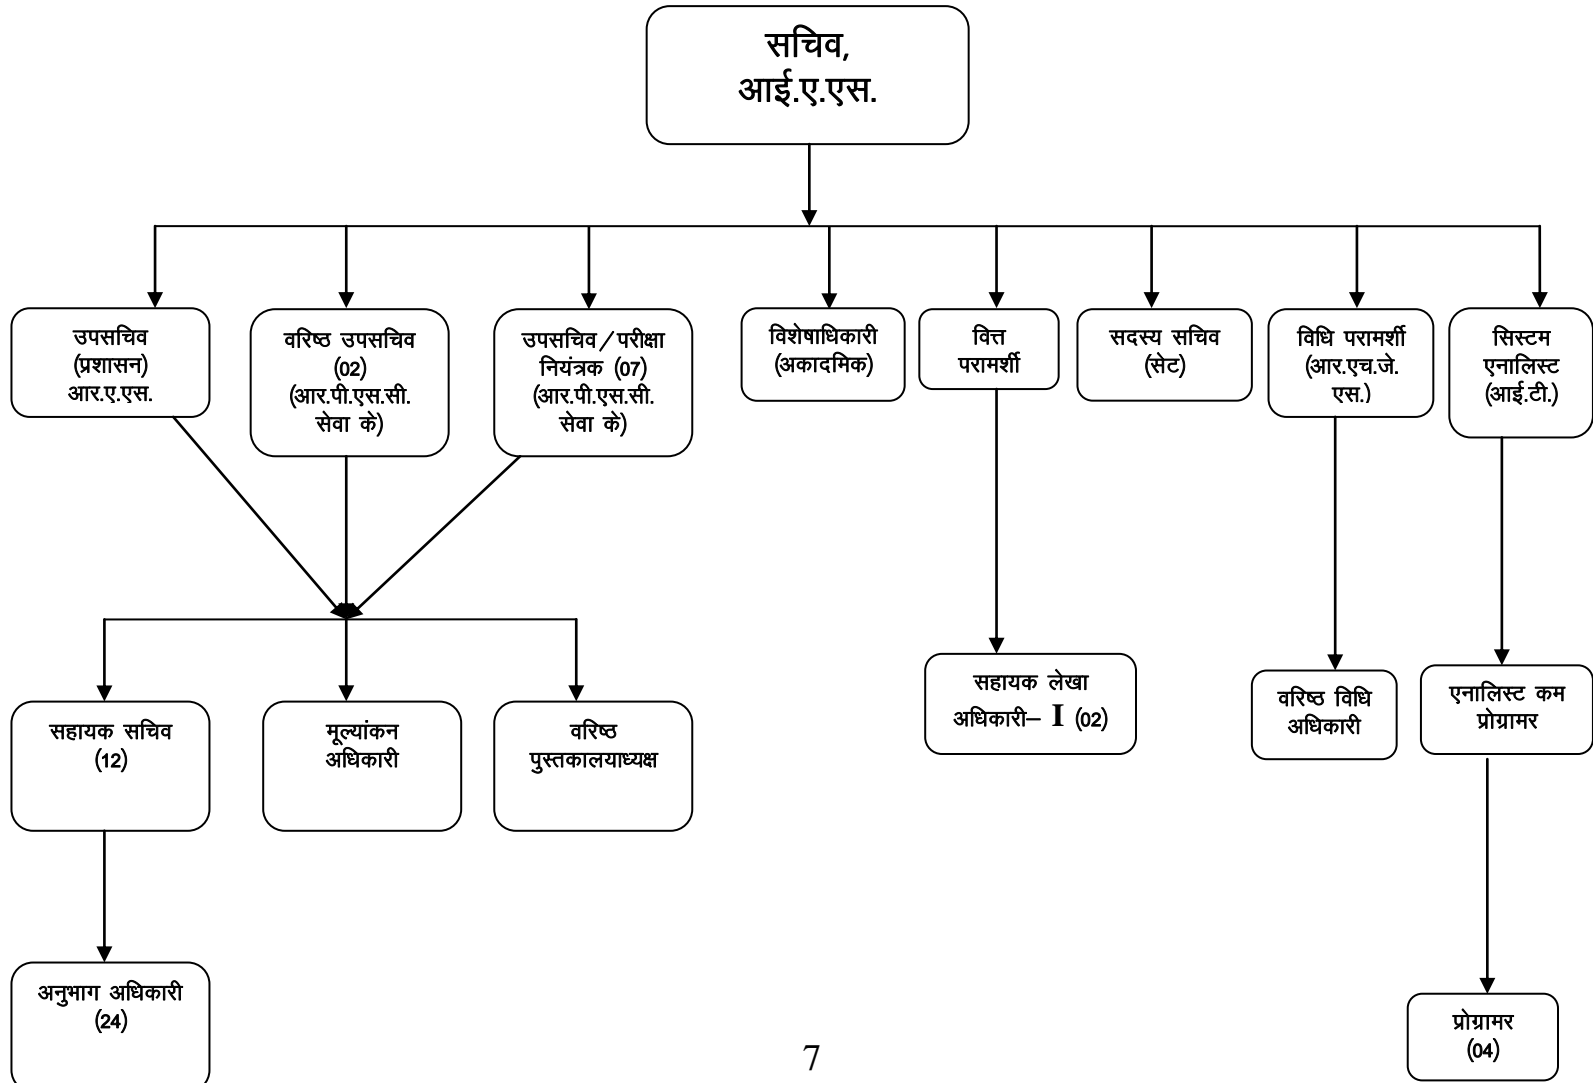 सचिव,
आई.ए.एस.
उपसचिव
(प्रशासन)
आर.ए.एस.
वरिष्ठ उपसचिव
(02)
(आर.पी.एस.सी.
सेवा के)
उपसचिव/परीक्षा
नियंत्रक (07)
(आर.पी.एस.सी.
सेवा के)
विशेषाधिकारी
(अकादमिक)
वित्त
परामर्शी
सदस्य सचिव
(सेट)
विधि परामर्शी
(आर.एच.जे.
एस.)
सिस्टम
एनालिस्ट
(आई.टी.)
सहायक सचिव
(12)
मूल्यांकन
अधिकारी
वरिष्ठ
पुस्तकालयाध्यक्ष
सहायक लेखा
अधिकारी– I (02)
वरिष्ठ विधि
अधिकारी
एनालिस्ट कम
प्रोग्रामर
अनुभाग अधिकारी
(24)
प्रोग्रामर
(04)
7